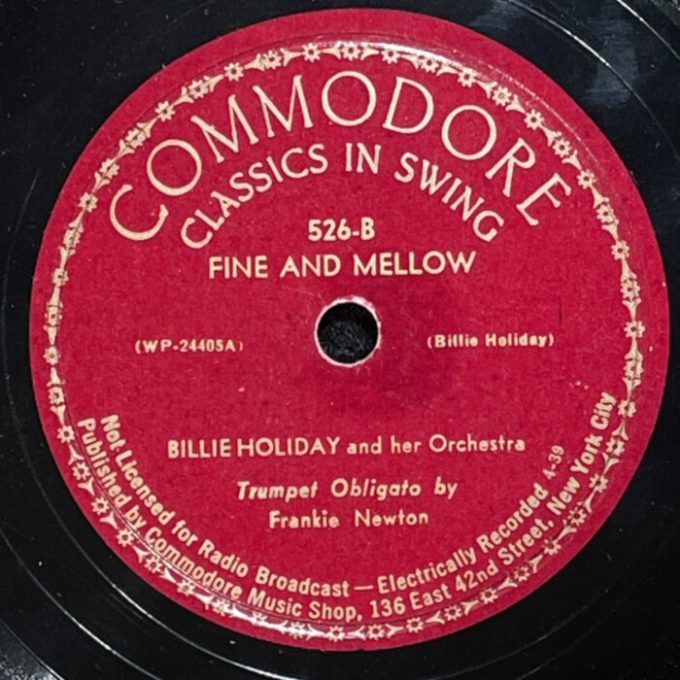 COMMODORE
CLASSICS IN SWING
526-B
FINE AND MELLOW
(WP-24405A)
(Billie Holiday)
BILLIE HOLIDAY and her Orchestra
Trumpet Obligato by
Frankie Newton
Not Licensed for Radio Broadcast — Electrically Recorded 4-39
Published by Commodore Music Shop, 136 East 42nd Street, New York City